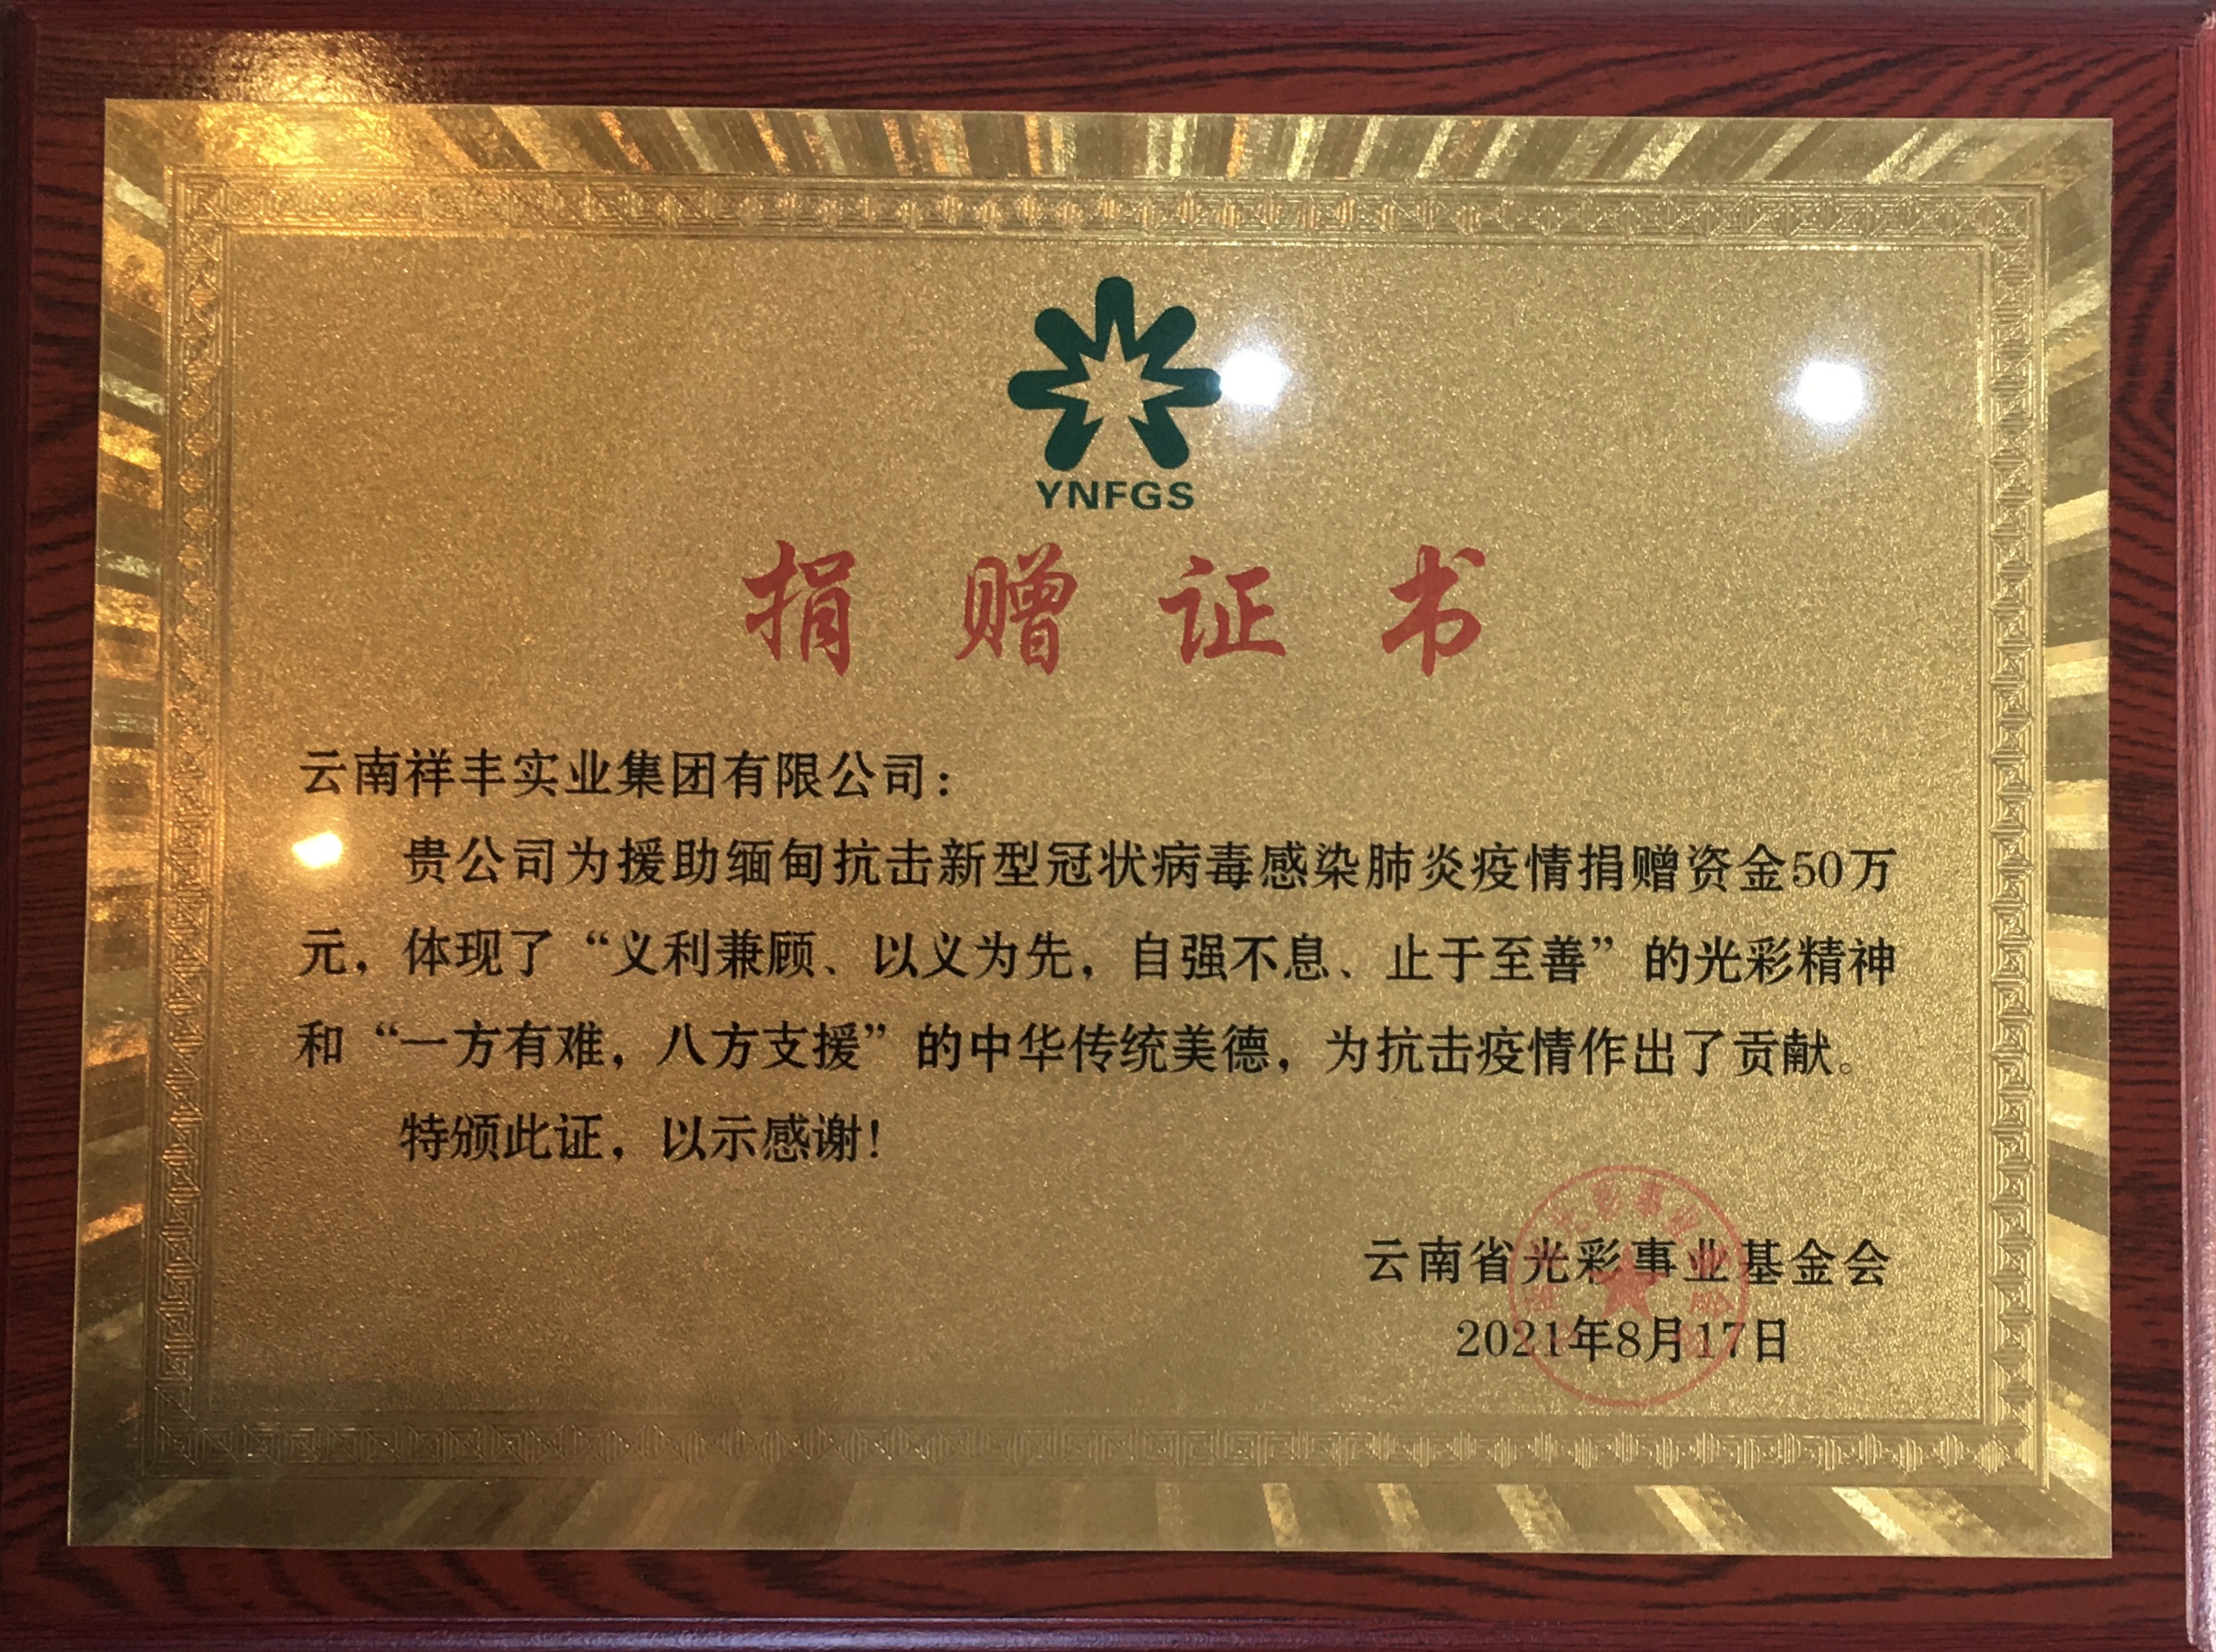 YNFGS
捐赠证书
云南祥丰实业集团有限公司：
贵公司为援助缅甸抗击新型冠状病毒感染肺炎疫情捐赠资金50万
元，体现了“义利兼顾、以义为先，自强不息、止于至善”的光彩精神
和“一方有难，八方支援”的中华传统美德，为抗击疫情作出了贡献。
特颁此证，以示感谢！
云南省光彩事业基金会
2021年8月17日